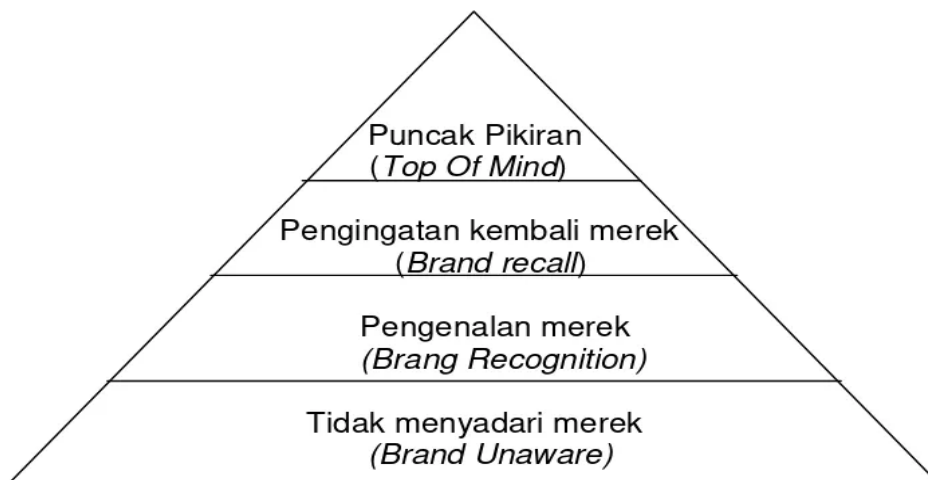 Puncak Pikiran
(Top Of Mind)
Pengingatan kembali merek
(Brand recall)
Pengenalan merek
(Brang Recognition)
Tidak menyadari merek
(Brand Unaware)